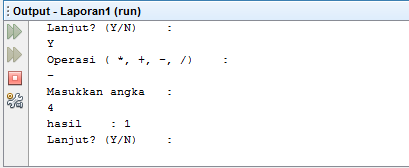 Output - Laporan1 (run)
Lanjut? (Y/N)    :
Y
Operasi ( *, +, -, /)    :
-
Masukkan angka   :
4
hasil    : 1
Lanjut? (Y/N)    :